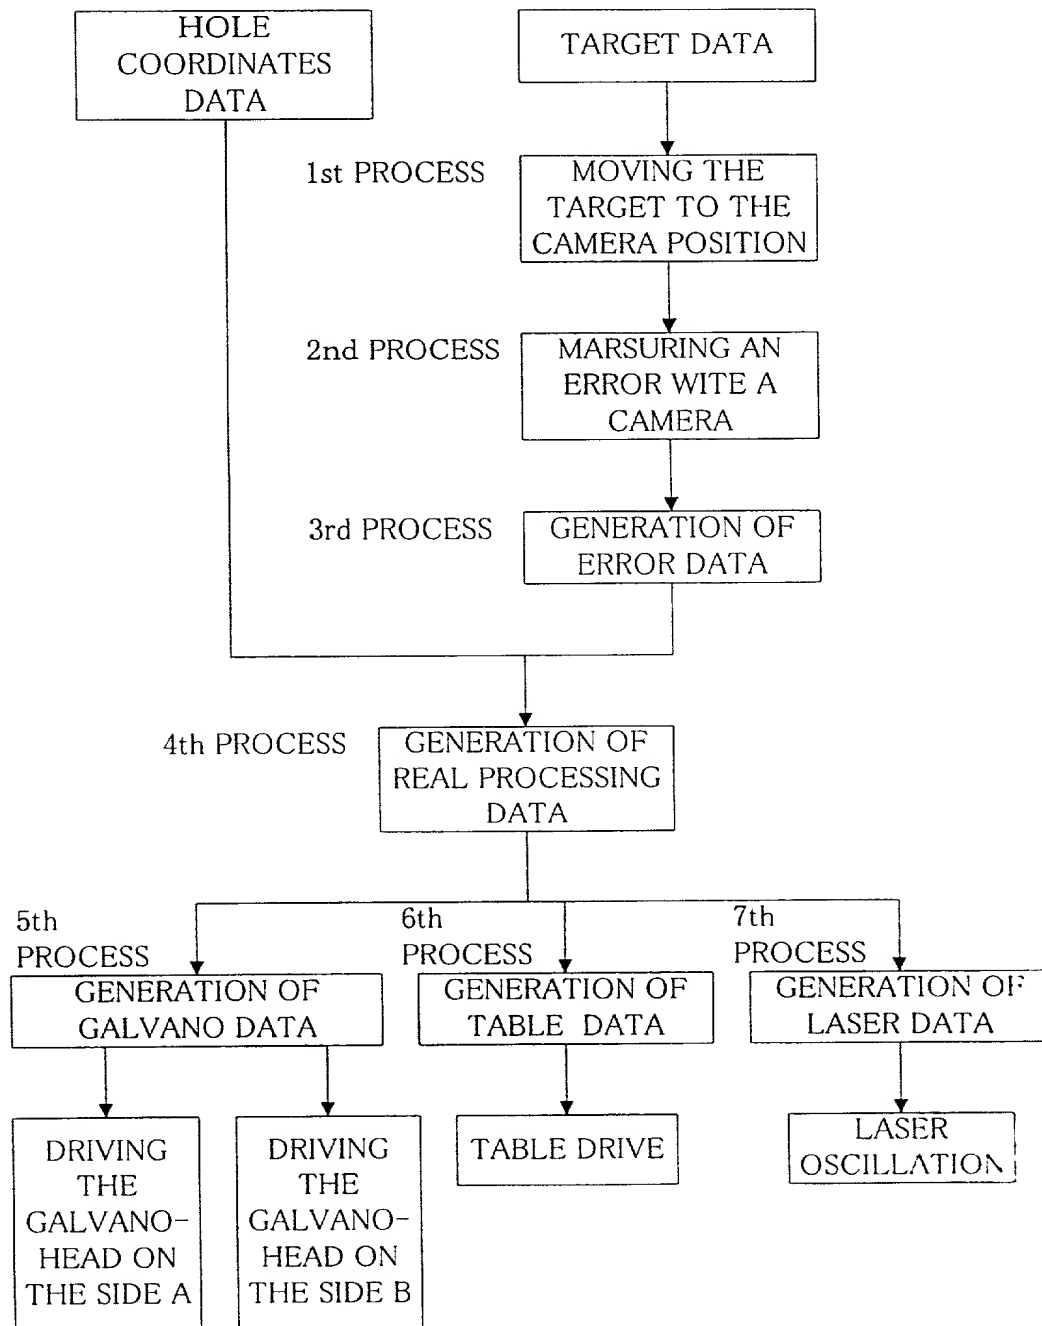 HOLE
COORDINATES
DATA
TARGET DATA
1st PROCESS
MOVING THE
TARGET TO THE
CAMERA POSITION
2nd PROCESS
MARSURING AN
ERROR WITE A
CAMERA
3rd PROCESS
GENERATION OF
ERROR DATA
4th PROCESS
GENERATION OF
REAL PROCESSING
DATA
5th
PROCESS
GENERATION OF
GALVANO DATA
6th
PROCESS
GENERATION OF
TABLE DATA
7th
PROCESS
GENERATION OF
LASER DATA
DRIVING
THE
GALVANO-
HEAD ON
THE SIDE A
DRIVING
THE
GALVANO-
HEAD ON
THE SIDE B
TABLE DRIVE
LASER
OSCILLATION